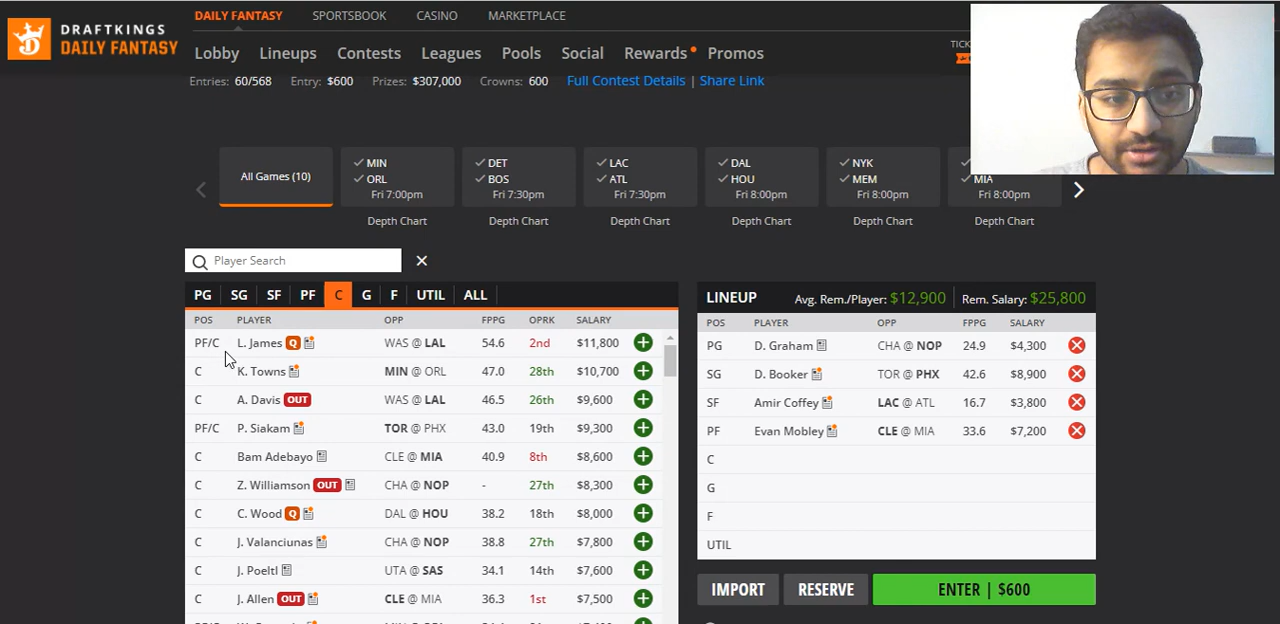 DRAFTKINGS
DAILY FANTASY
DAILY FANTASY SPORTSBOOK CASINO MARKETPLACE
Lobby Lineups Contests Leagues Pools Social Rewards Promos
TICK
Entries: 60/568 Entry: $600 Prizes: $307,000 Crowns: 600 Full Contest Details | Share Link
All Games (10)
MIN ORL Fri 7:00pm
DET BOS Fri 7:30pm
LAC ATL Fri 7:30pm
DAL HOU Fri 8:00pm
NYK MEM Fri 8:00pm
MIA Fri 8:00pm
Depth Chart Depth Chart Depth Chart Depth Chart Depth Chart Depth Chart
Player Search
PG SG SF PF C G F UTIL ALL
POS PLAYER OPP FPPG OPRK SALARY
PF/C L. James Q WAS @ LAL 54.6 2nd $11,800
C K. Towns MIN @ ORL 47.0 28th $10,700
C A. Davis OUT WAS @ LAL 46.5 26th $9,600
PF/C P. Siakam TOR @ PHX 43.0 19th $9,300
C Bam Adebayo CLE @ MIA 40.9 8th $8,600
C Z. Williamson OUT CHA @ NOP - 27th $8,300
C C. Wood Q DAL @ HOU 38.2 18th $8,000
C J. Valanciunas CHA @ NOP 38.8 27th $7,800
C J. Poeltl UTA @ SAS 34.1 14th $7,600
C J. Allen OUT CLE @ MIA 36.3 1st $7,500
LINEUP Avg. Rem./Player: $12,900 Rem. Salary: $25,800
POS PLAYER OPP FPPG SALARY
PG D. Graham CHA @ NOP 24.9 $4,300
SG D. Booker TOR @ PHX 42.6 $8,900
SF Amir Coffey LAC @ ATL 16.7 $3,800
PF Evan Mobley CLE @ MIA 33.6 $7,200
C
G
F
UTIL
IMPORT RESERVE ENTER | $600